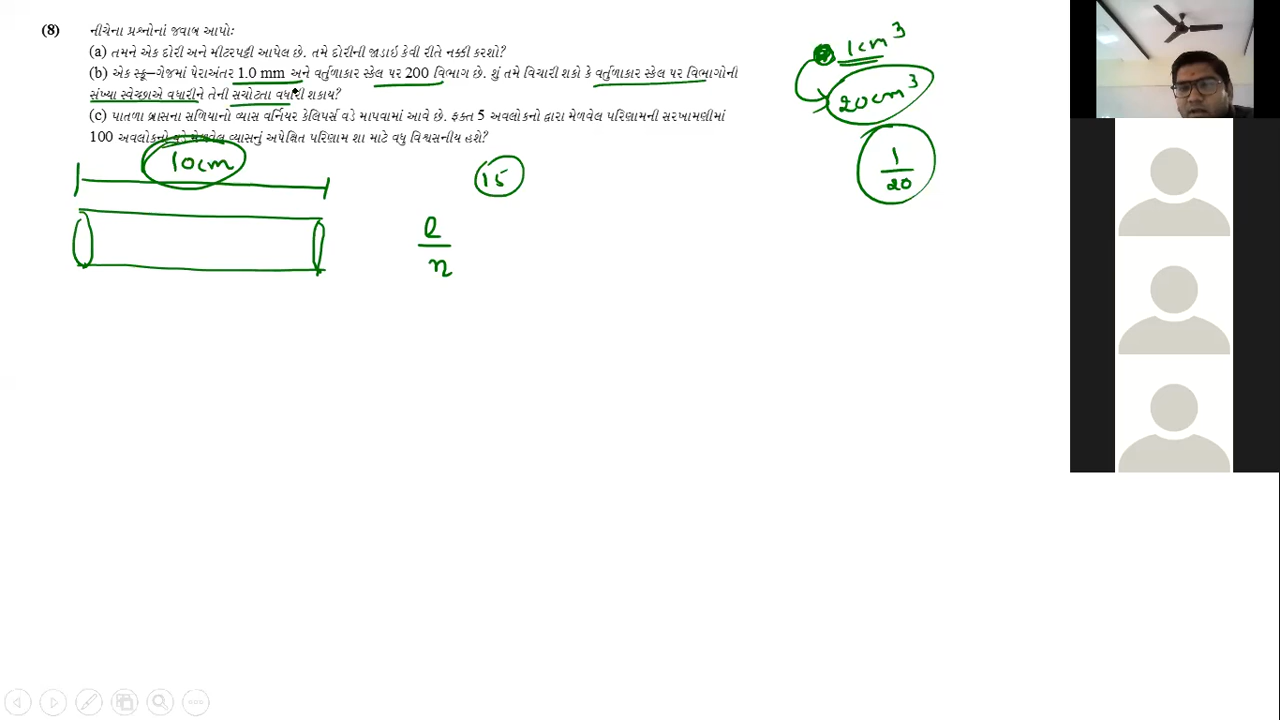 (8) નીચેના પ્રશ્નોનાં જવાબ આપોઃ
(a) તમને એક દોરી અને મીટરપટ્ટી આપેલ છે. તમે દોરીની જાડાઈ કેવી રીતે નક્કી કરશો?
(b) એક સ્ક્રૂ-ગેજમાં પેચઅંતર 1.0 mm અને વર્તુળાકાર સ્કેલ પર 200 વિભાગ છે. શું તમે વિચારી શકો કે વર્તુળાકાર સ્કેલ પર વિભાગોની
સંખ્યા સ્વેચ્છાએ વધારીને તેની સચોટતા વધારી શકાય?
(c) પાતળા પ્રાસના સળિયાનો વ્યાસ વર્નિયર કેલિપર્સ વડે માપવામાં આવે છે. ફક્ત 5 અવલોકનો દ્વારા મેળવેલ પરિણામની સરખામણીમાં
100 અવલોકનો વડે મેળવેલ વ્યાસનું અપેક્ષિત પરિણામ શા માટે વધુ વિશ્વસનીય હશે?
1cm³
20cm³
1/20
10cm
15
l/n